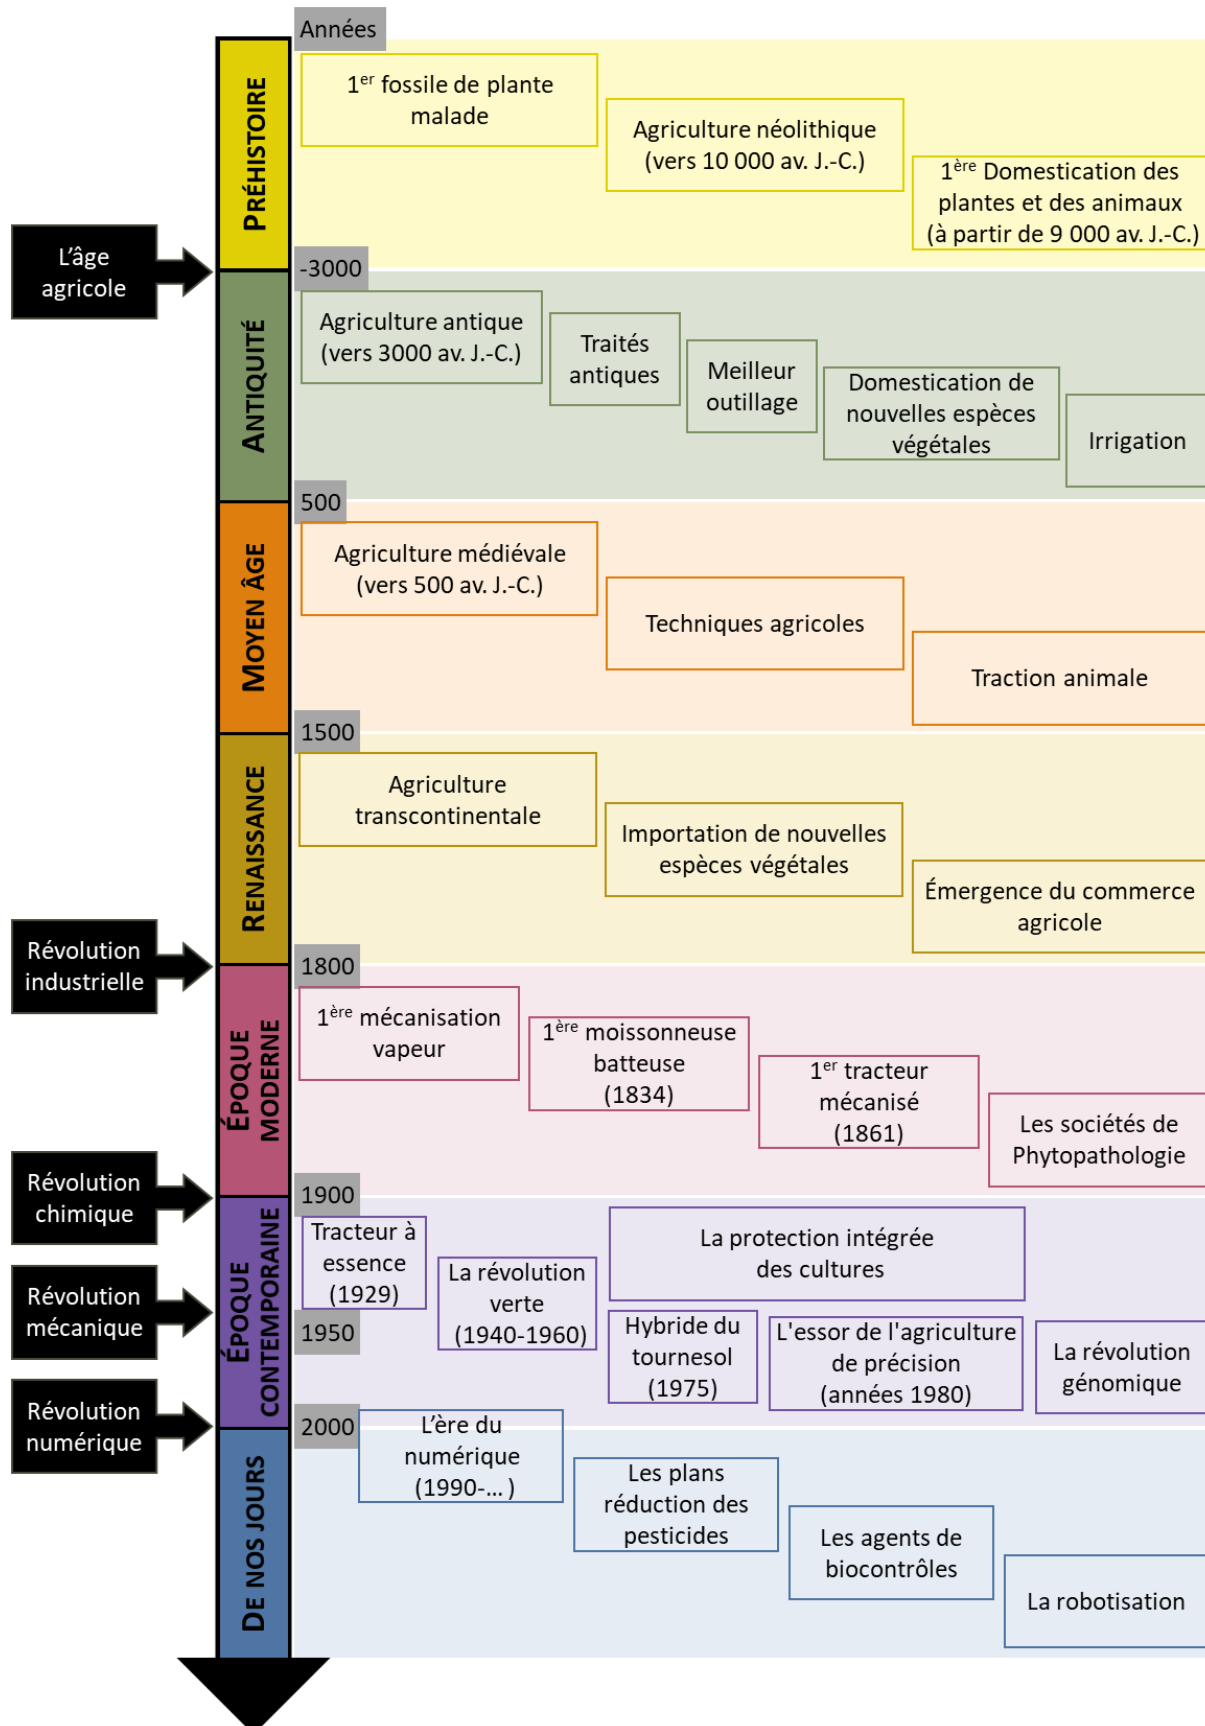 Années
PRÉHISTOIRE
1er fossile de plante
malade
Agriculture néolithique
(vers 10 000 av. J.-C.)
1ère Domestication des
plantes et des animaux
(à partir de 9 000 av. J.-C.)
L'âge
agricole
-3000
ANTIQUITÉ
Agriculture antique
(vers 3000 av. J.-C.)
Traités
antiques
Meilleur
outillage
Domestication de
nouvelles espèces
végétales
Irrigation
500
MOYEN ÂGE
Agriculture médiévale
(vers 500 av. J.-C.)
Techniques agricoles
Traction animale
1500
RENAISSANCE
Agriculture
transcontinentale
Importation de nouvelles
espèces végétales
Émergence du commerce
agricole
Révolution
industrielle
1800
ÉPOQUE
MODERNE
1ère mécanisation
vapeur
1ère moissonneuse
batteuse
(1834)
1er tracteur
mécanisé
(1861)
Les sociétés de
Phytopathologie
Révolution
chimique
1900
ÉPOQUE
CONTEMPORAINE
Tracteur à
essence
(1929)
La révolution
verte
(1940-1960)
La protection intégrée
des cultures
Révolution
mécanique
1950
Hybride du
tournesol
(1975)
L'essor de l'agriculture
de précision
(années 1980)
La révolution
génomique
Révolution
numérique
2000
DE NOS JOURS
L'ère du
numérique
(1990-... )
Les plans
réduction des
pesticides
Les agents de
biocontrôles
La robotisation